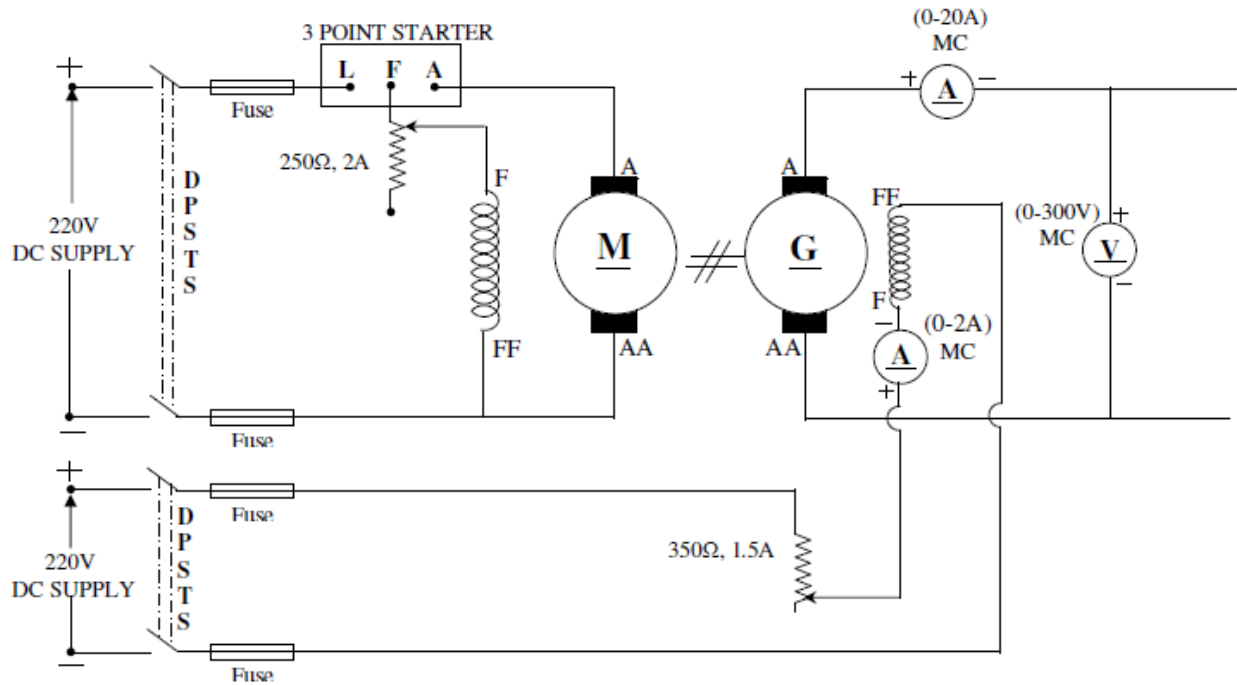 (0-20A)
MC
3 POINT STARTER
+
L F A
+ A −
Fuse
250Ω, 2A
D
P
S
T
S
F
A
A
FF
220V
DC SUPPLY
M
G
(0-300V)
MC
+
V
−
F
−
(0-2A)
MC
A
+
FF
AA
AA
−
Fuse
+
D
P
S
T
S
Fuse
220V
DC SUPPLY
350Ω, 1.5A
−
Fuse